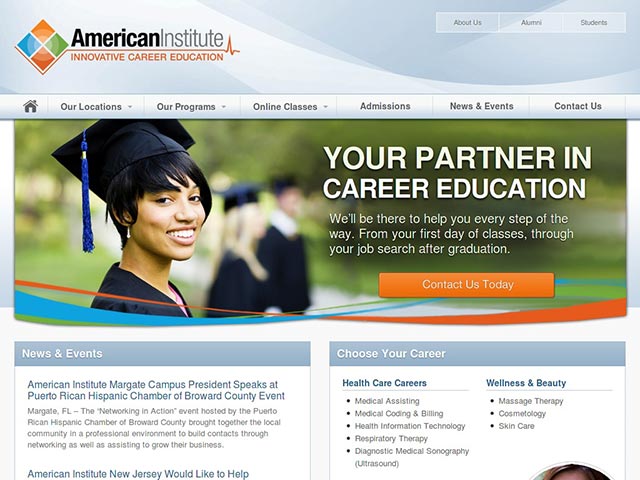 About Us
Alumni
Students
AmericanInstitute
INNOVATIVE CAREER EDUCATION
Our Locations
Our Programs
Online Classes
Admissions
News & Events
Contact Us
YOUR PARTNER IN
CAREER EDUCATION
We'll be there to help you every step of the
way. From your first day of classes, through
your job search after graduation.
Contact Us Today
News & Events
American Institute Margate Campus President Speaks at
Puerto Rican Hispanic Chamber of Broward County Event
Margate, FL – The "Networking in Action" event hosted by the Puerto
Rican Hispanic Chamber of Broward County brought together the local
community in a professional environment to build contacts through
networking as well as assisting to grow their business.
American Institute New Jersey Would Like to Help
Choose Your Career
Health Care Careers
Medical Assisting
Medical Coding & Billing
Health Information Technology
Respiratory Therapy
Diagnostic Medical Sonography
(Ultrasound)
Wellness & Beauty
Massage Therapy
Cosmetology
Skin Care